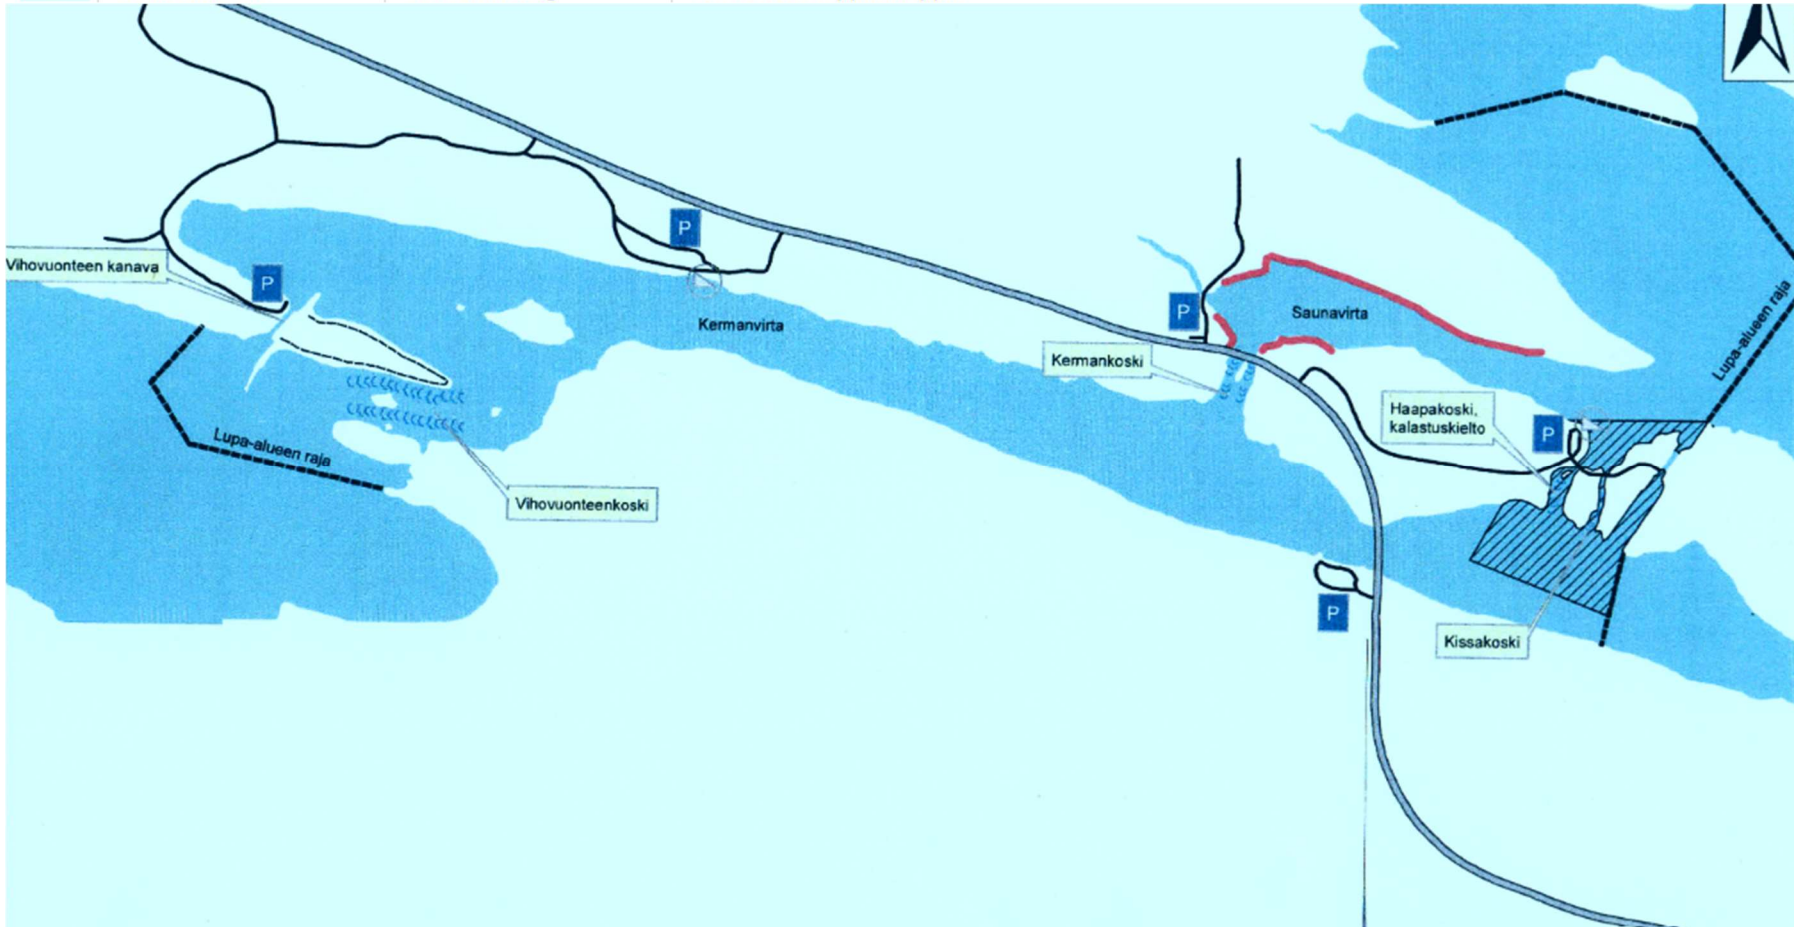 P
P
Vihovuonteen kanava
P
P
Saunavirta
Kermanvirta
Lupa-alueen raja
Kermankoski
Haapakoski,
kalastuskielto
P
Lupa-alueen raja
Vihovuonteenkoski
P
Kissakoski